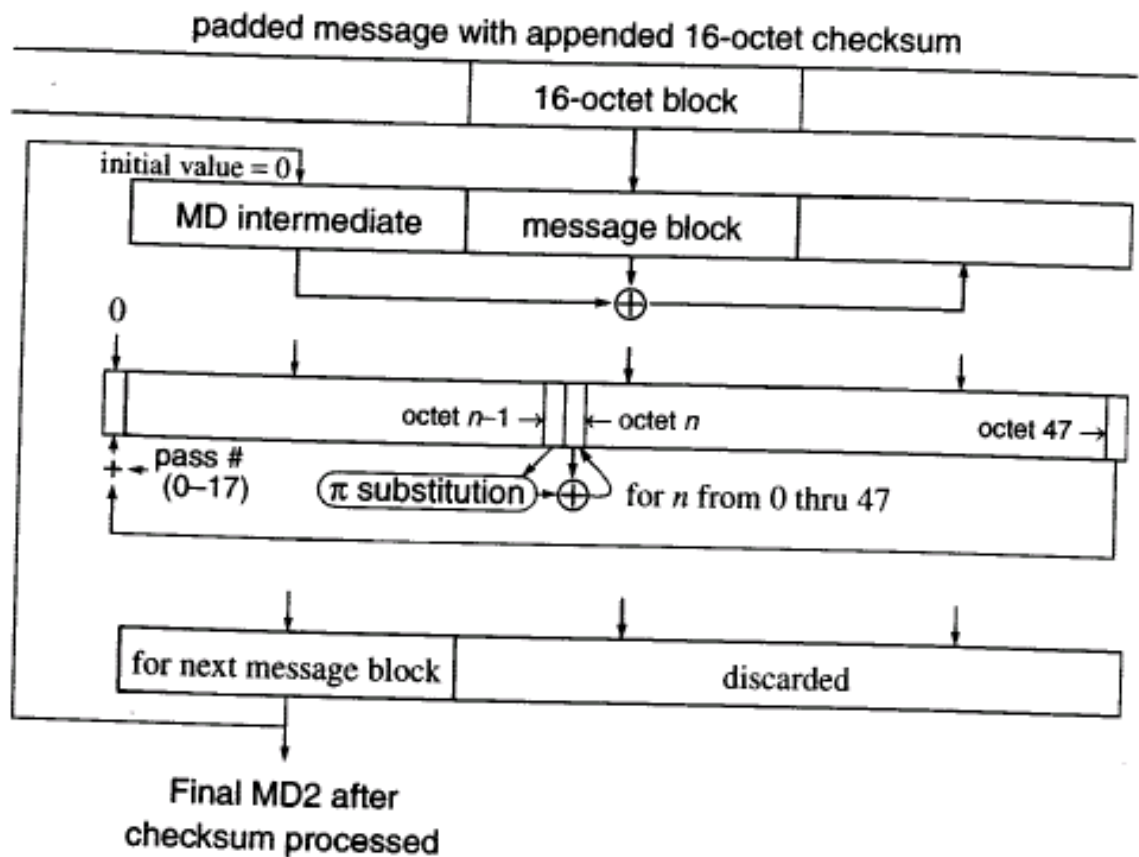 padded message with appended 16-octet checksum
16-octet block
initial value = 0
MD intermediate
message block
0
octet n–1
octet n
octet 47
pass #
(0–17)
π substitution
for n from 0 thru 47
+
for next message block
discarded
Final MD2 after
checksum processed